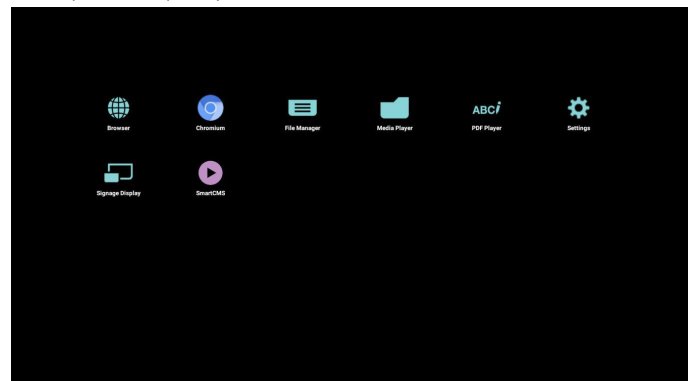 Browser
Chromium
File Manager
Media Player
ABCi
PDF Player
Settings
Signage Display
SmartCMS